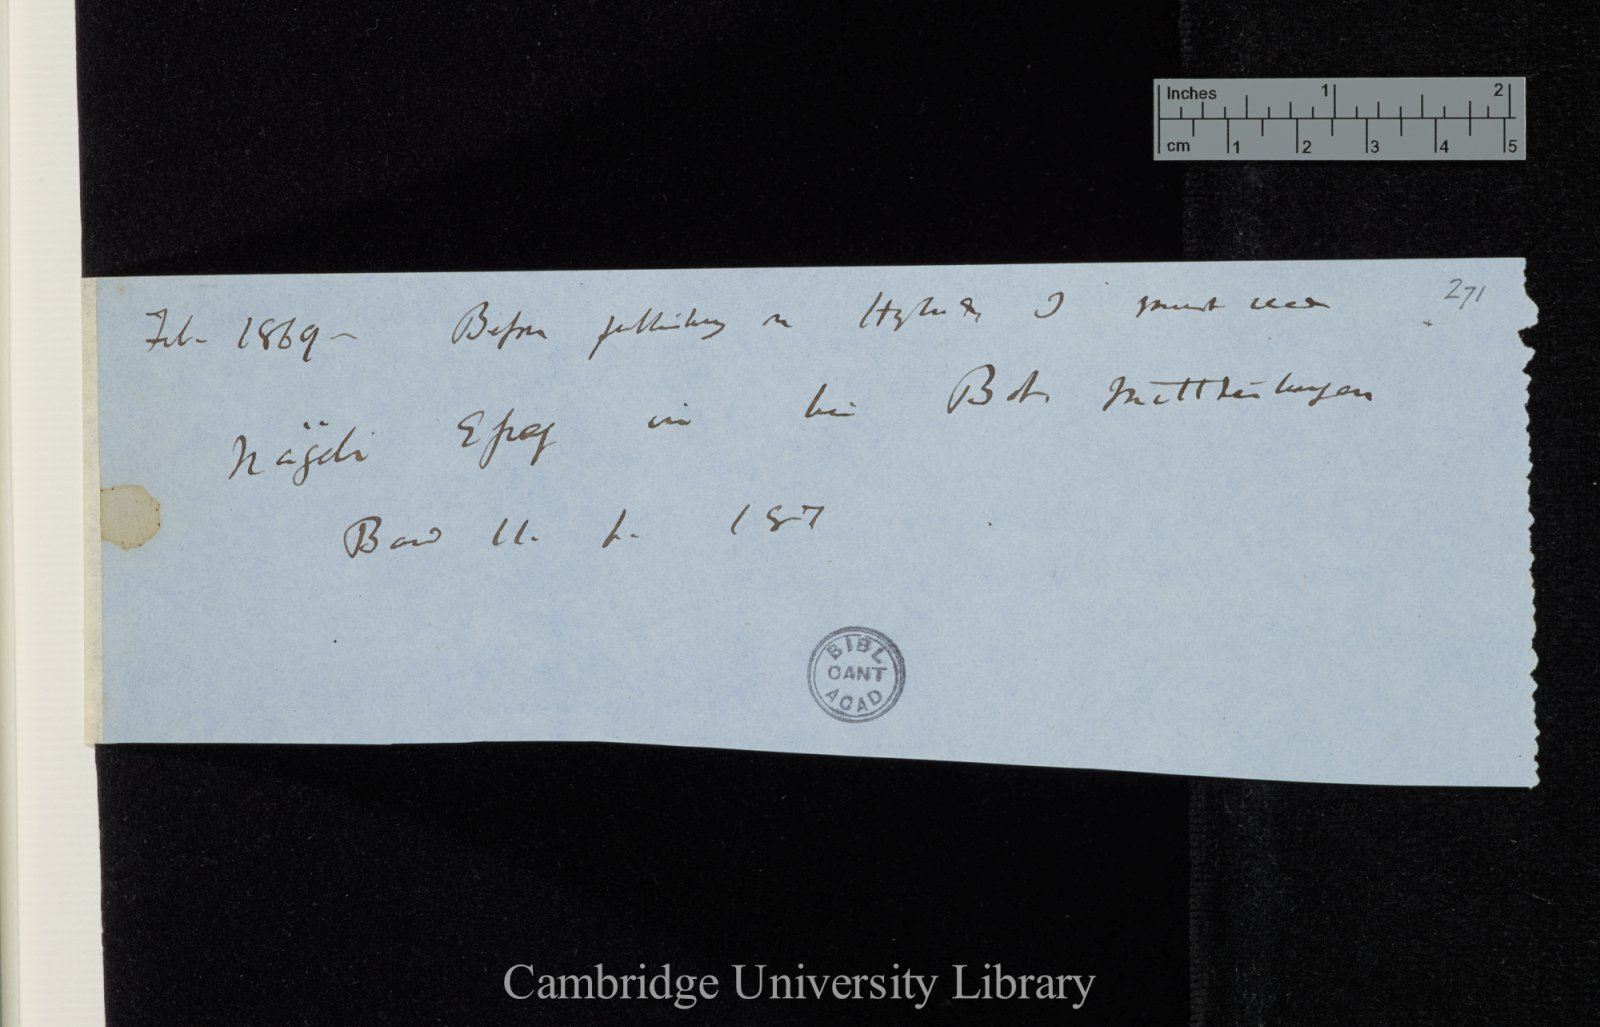 Inches 1 2
cm 1 2 3 4 5
271
Feb. 1869 — Before publishing on Hybrids, I must read
Nägeli Essay in his Bot. Mittheilungen
Band II. p. 187
BIBL
CANT
ACAD
Cambridge University Library